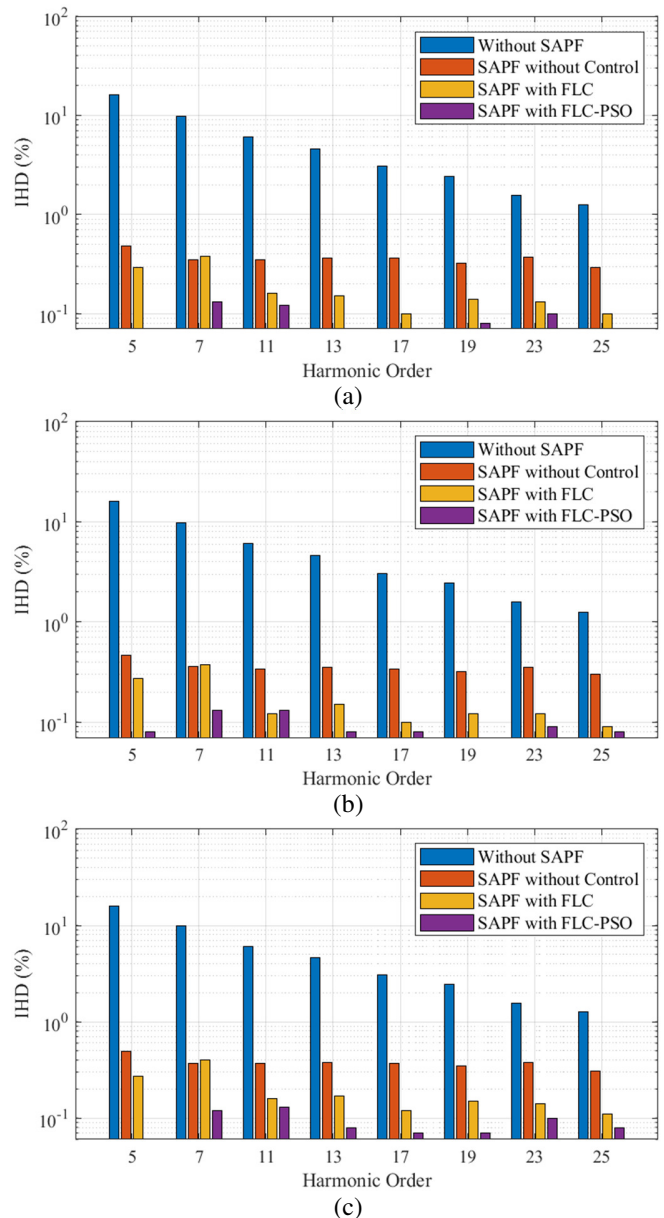 10^2
Without SAPF
SAPF without Control
SAPF with FLC
SAPF with FLC-PSO
10^1
IHD (%)
10^0
10^-1
5 7 11 13 17 19 23 25
Harmonic Order
(a)
10^2
Without SAPF
SAPF without Control
SAPF with FLC
SAPF with FLC-PSO
10^1
IHD (%)
10^0
10^-1
5 7 11 13 17 19 23 25
Harmonic Order
(b)
10^2
Without SAPF
SAPF without Control
SAPF with FLC
SAPF with FLC-PSO
10^1
IHD (%)
10^0
10^-1
5 7 11 13 17 19 23 25
Harmonic Order
(c)